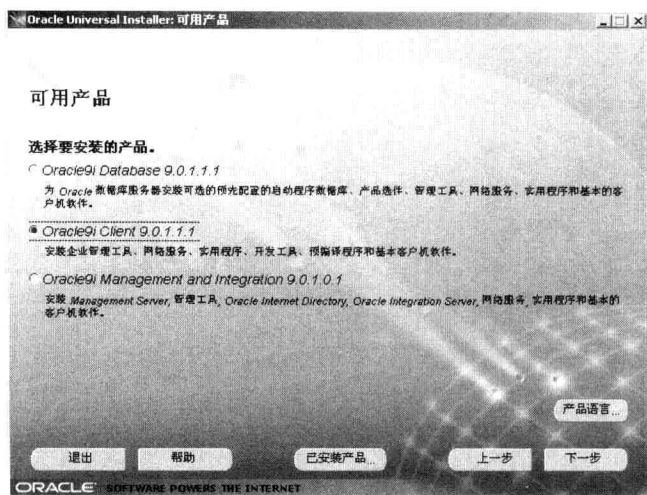 Oracle Universal Installer: 可用产品
可用产品
选择要安装的产品。
Oracle9i Database 9.0.1.1.1
为 Oracle 数据库服务器安装可选的预先配置的启动程序数据库、产品选件、管理工具、网络服务、实用程序和基本的客
户机软件。
Oracle9i Client 9.0.1.1.1
安装企业管理工具、网络服务、实用程序、开发工具、预编译程序和基本客户机软件。
Oracle9i Management and Integration 9.0.1.0.1
安装 Management Server, 管理工具, Oracle Internet Directory, Oracle Integration Server, 网络服务, 实用程序和基本的
客户机软件。
产品语言...
退出 帮助 已安装产品... 上一步 下一步
ORACLE SOFTWARE POWERS THE INTERNET